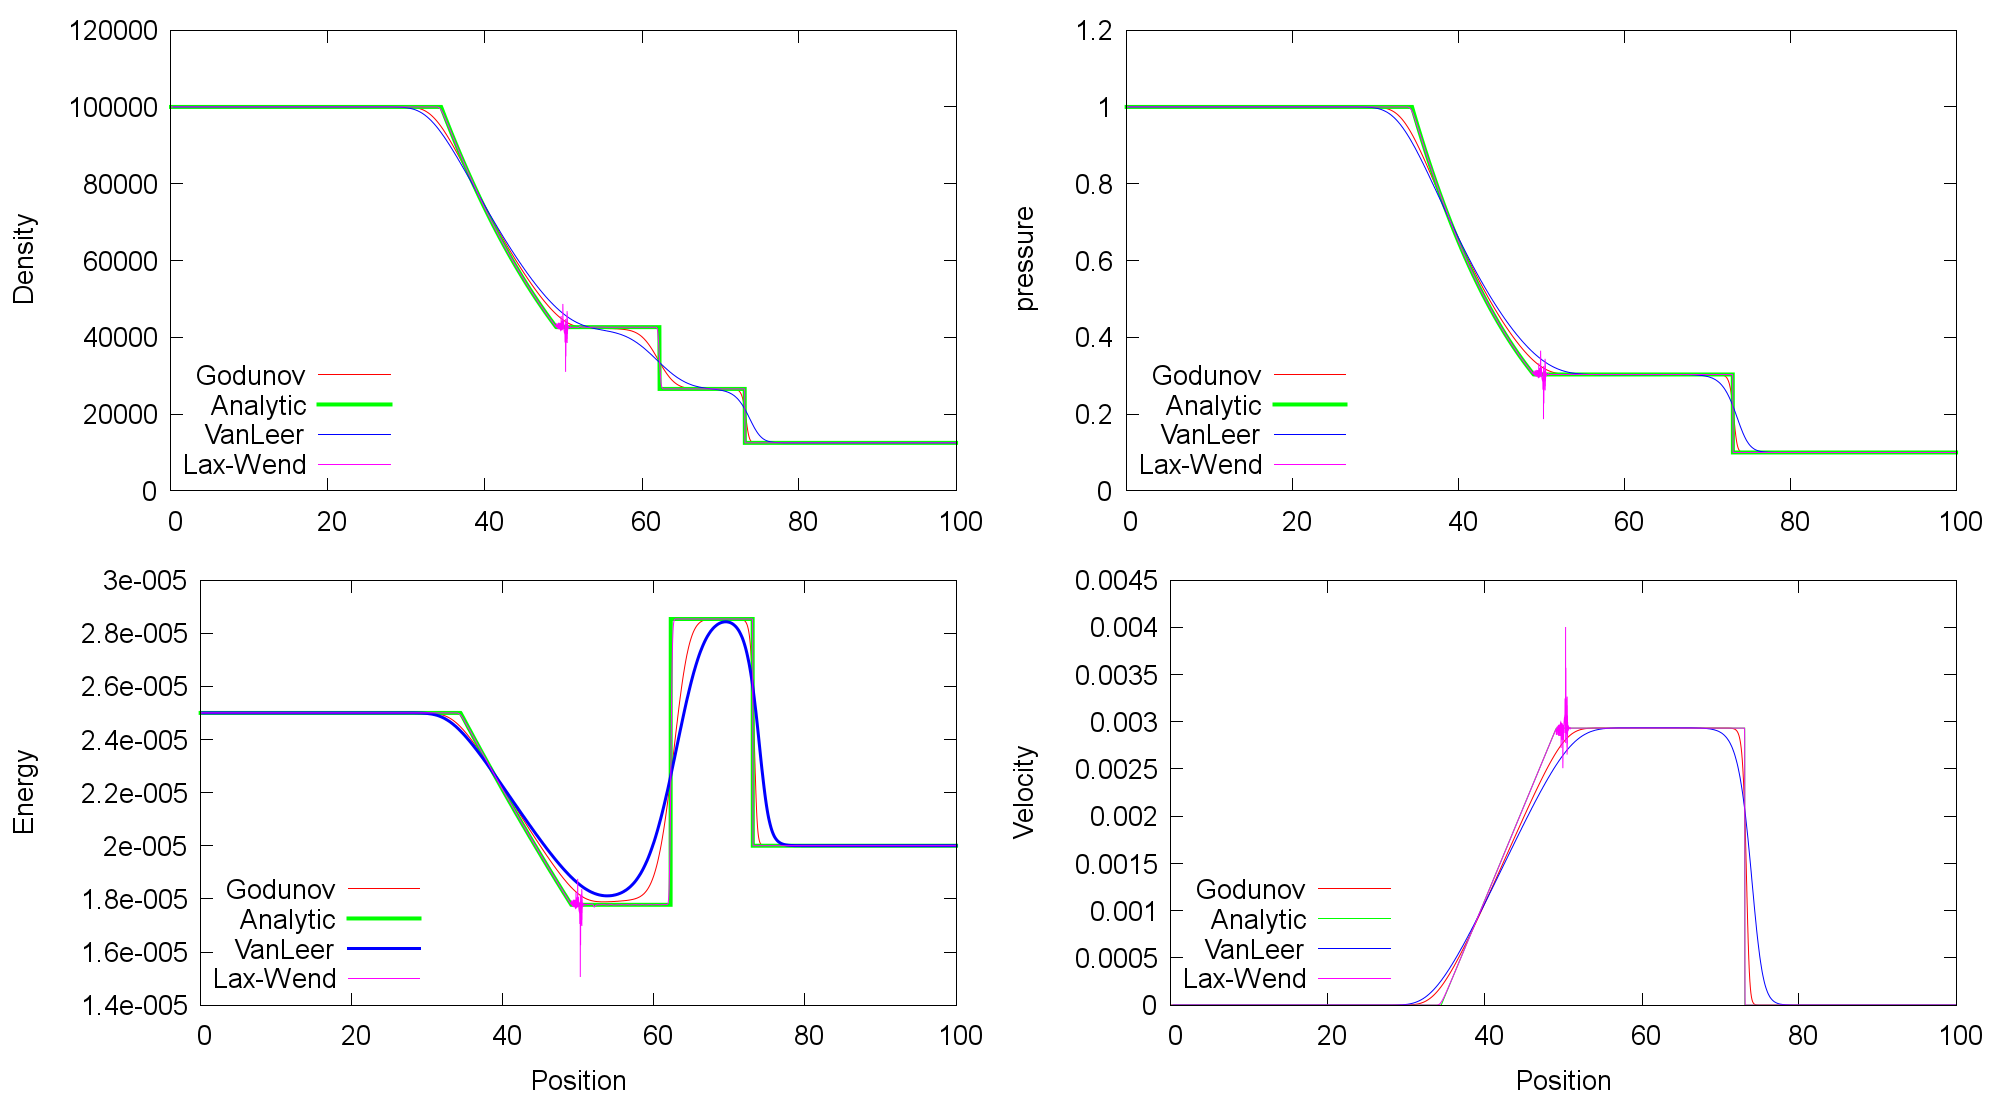 120000
100000
80000
60000
40000
20000
0
Density
Godunov
Analytic
VanLeer
Lax-Wend
0 20 40 60 80 100
1.2
1
0.8
0.6
0.4
0.2
0
pressure
Godunov
Analytic
VanLeer
Lax-Wend
0 20 40 60 80 100
3e-005
2.8e-005
2.6e-005
2.4e-005
2.2e-005
2e-005
1.8e-005
1.6e-005
1.4e-005
Energy
Godunov
Analytic
VanLeer
Lax-Wend
0 20 40 60 80 100
Position
0.0045
0.004
0.0035
0.003
0.0025
0.002
0.0015
0.001
0.0005
0
Velocity
Godunov
Analytic
VanLeer
Lax-Wend
0 20 40 60 80 100
Position